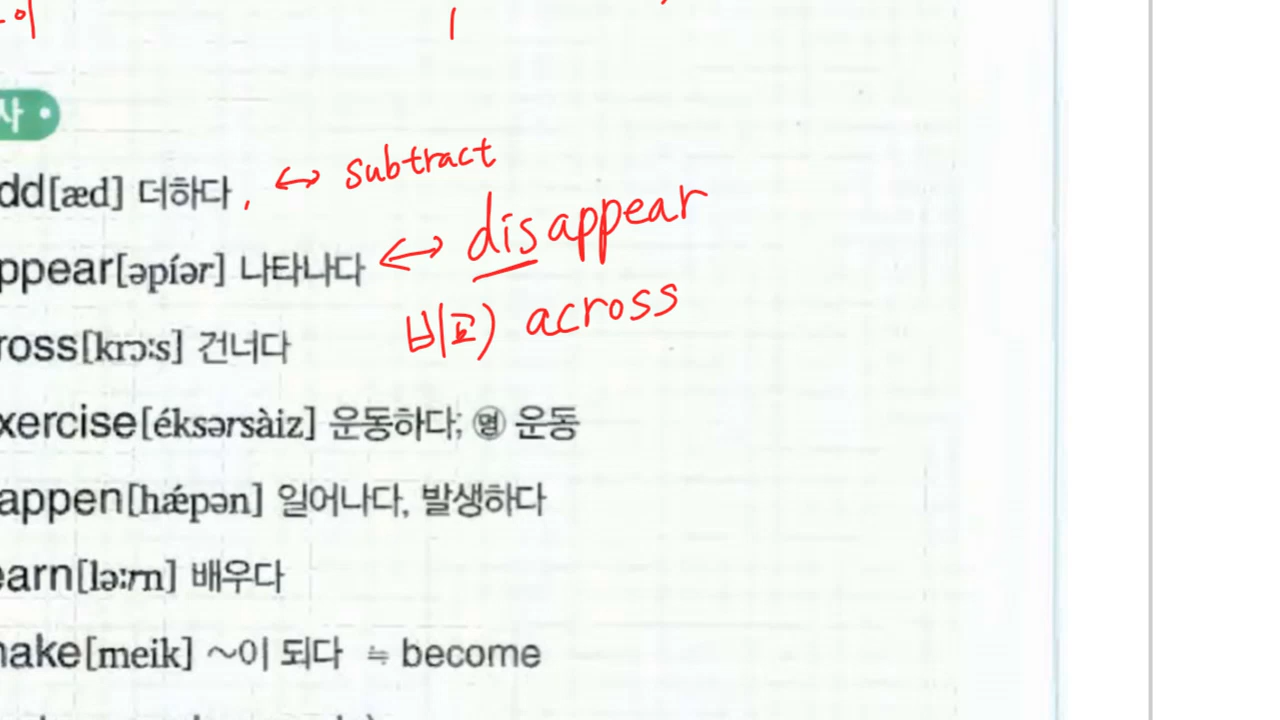 사 •
dd[æd] 더하다, ↔ subtract
ppear[əpíər] 나타나다 ↔ disappear
비교) across
ross[krɔːs] 건너다
xercise[éksərsàiz] 운동하다; 명 운동
appen[hǽpən] 일어나다, 발생하다
earn[ləːrn] 배우다
nake[meik] ~이 되다 ≒ become